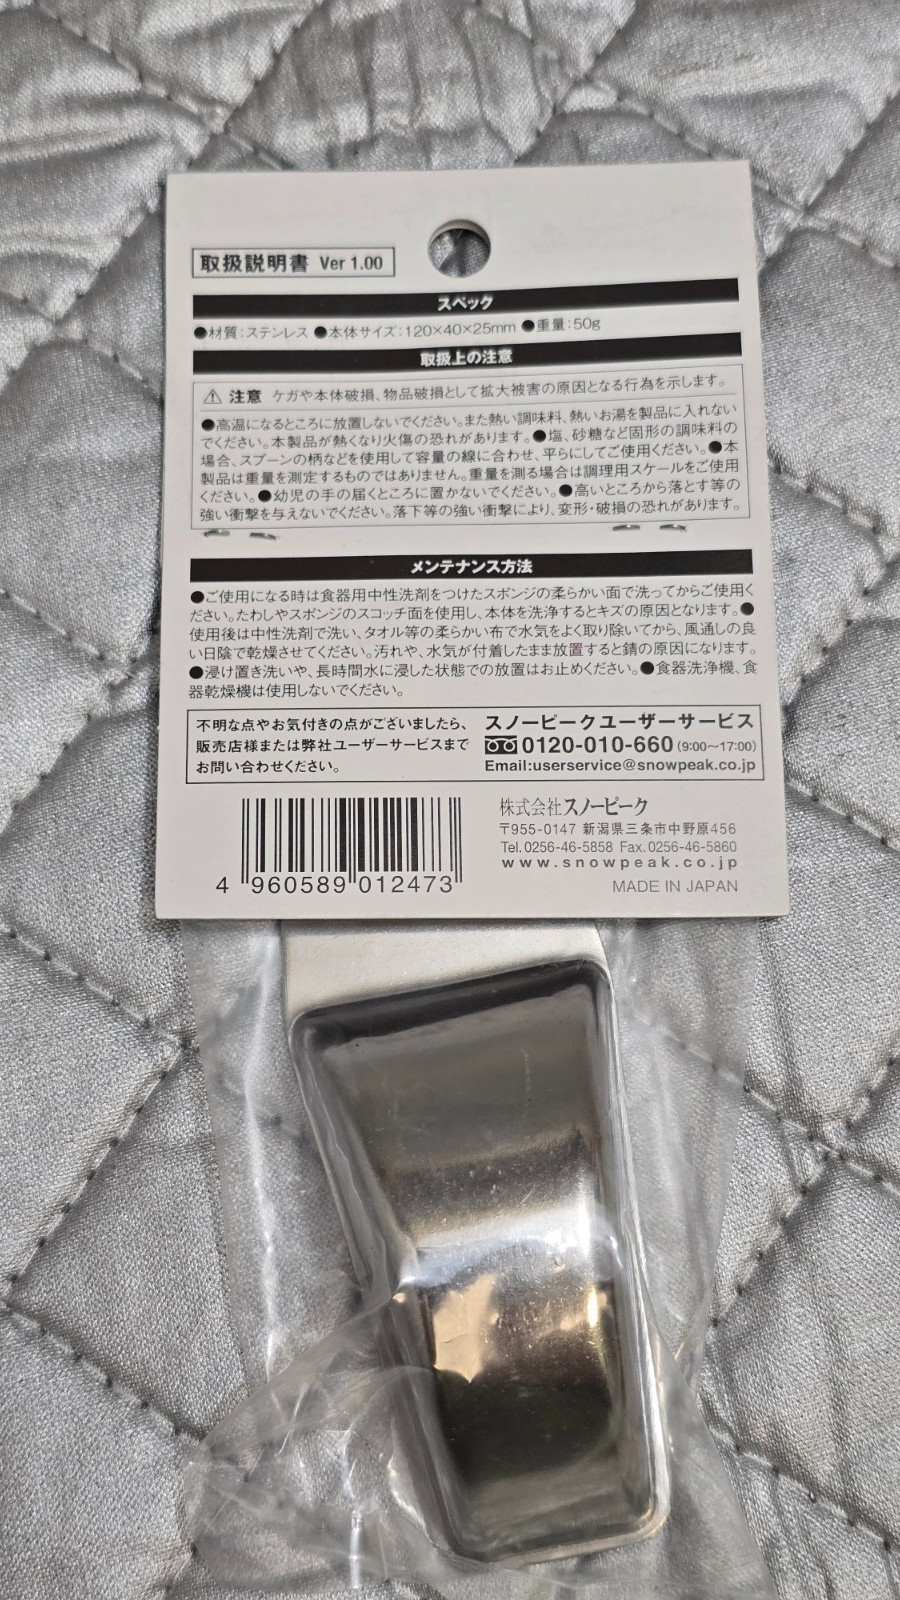 取扱説明書 Ver 1.00
スペック
●材質:ステンレス ●本体サイズ:120×40×25mm ●重量:50g
取扱上の注意
⚠ 注意 ケガや本体破損、物品破損として拡大被害の原因となる行為を示します。
●高温になるところに放置しないでください。また熱い調味料、熱いお湯を製品に入れない
でください。本製品が熱くなり火傷の恐れがあります。●塩、砂糖など固形の調味料の
場合、スプーンの柄などを使用して容量の線に合わせ、平らにしてご使用ください。●本
製品は重量を測定するものではありません。重量を測る場合は調理用スケールをご使用
ください。●幼児の手の届くところに置かないでください。●高いところから落とす等の
強い衝撃を与えないでください。落下等の強い衝撃により、変形・破損の恐れがあります。
メンテナンス方法
●ご使用になる時は食器用中性洗剤をつけたスポンジの柔らかい面で洗ってからご使用く
ださい。たわしやスポンジのスコッチ面を使用し、本体を洗浄するとキズの原因となります。●
使用後は中性洗剤で洗い、タオル等の柔らかい布で水気をよく取り除いてから、風通しの良
い日陰で乾燥させてください。汚れや、水気が付着したまま放置すると錆の原因になります。
●浸け置き洗いや、長時間水に浸した状態での放置はお止めください。●食器洗浄機、食
器乾燥機は使用しないでください。
不明な点やお気付きの点がございましたら、
販売店様または弊社ユーザーサービスまで
お問い合わせください。
スノーピークユーザーサービス
0120-010-660 (9:00〜17:00)
Email:userservice@snowpeak.co.jp
4 960589 012473
株式会社スノーピーク
〒955-0147 新潟県三条市中野原456
Tel.0256-46-5858 Fax.0256-46-5860
www.snowpeak.co.jp
MADE IN JAPAN